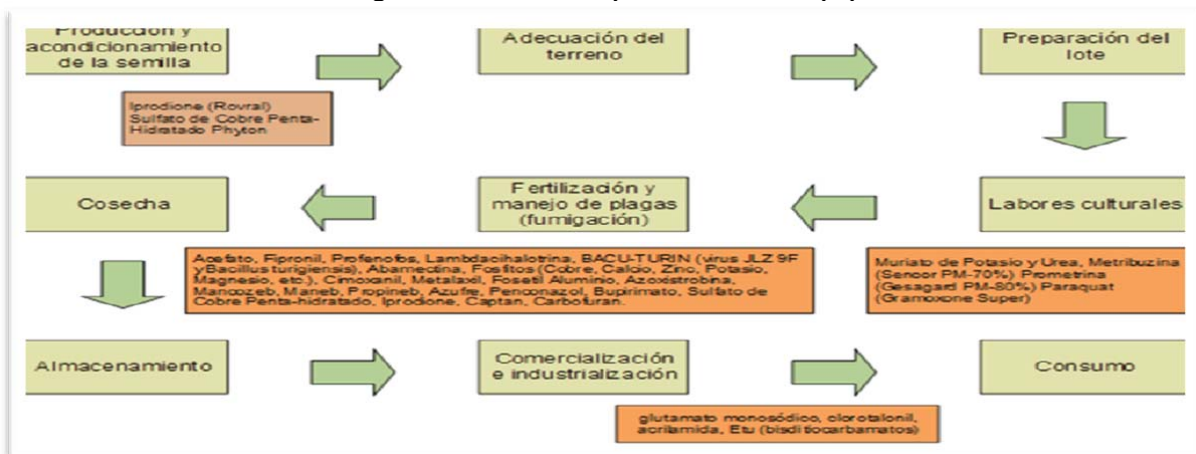 Producción y
acondicionamiento
de la semilla
Adecuación del
terreno
Preparación del
lote
Iprodione (Rovral)
Sulfato de Cobre Penta-
Hidratado Phyton
Cosecha
Fertilización y
manejo de plagas
(fumigación)
Labores culturales
Acefato, Fipronil, Profenofos, Lambdacihalotrina, BACU-TURIN (virus JLZ 9F
y Bacillus turigiensis), Abamectina, Fosfitos (Cobre, Calcio, Zinc, Potasio,
Magnesio, etc.), Cimoxanil, Metalaxil, Fosetil Aluminio, Azoxistrobina,
Mancozeb, Maneb, Propineb, Azufre, Penconazol, Bupirimato, Sulfato de
Cobre Penta-hidratado, Iprodione, Captan, Carbofuran.
Muriato de Potasio y Urea, Metribuzina
(Sencor PM-70%) Prometrina
(Gesagard PM-80%) Paraquat
(Gramoxone Super)
Almacenamiento
Comercialización
e industrialización
Consumo
glutamato monosódico, clorotalonil,
acrilamida, Etu (bisditiocarbamatos)